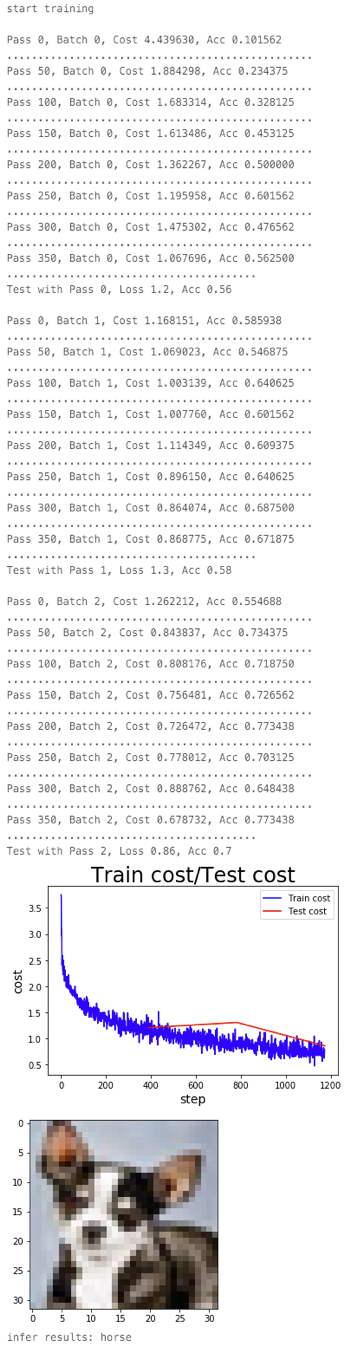 start training
Pass 0, Batch 0, Cost 4.439630, Acc 0.101562
................................................
Pass 50, Batch 0, Cost 1.884298, Acc 0.234375
................................................
Pass 100, Batch 0, Cost 1.683314, Acc 0.328125
................................................
Pass 150, Batch 0, Cost 1.613486, Acc 0.453125
................................................
Pass 200, Batch 0, Cost 1.362267, Acc 0.500000
................................................
Pass 250, Batch 0, Cost 1.195958, Acc 0.601562
................................................
Pass 300, Batch 0, Cost 1.475302, Acc 0.476562
................................................
Pass 350, Batch 0, Cost 1.067696, Acc 0.562500
.......................................
Test with Pass 0, Loss 1.2, Acc 0.56
Pass 0, Batch 1, Cost 1.168151, Acc 0.585938
................................................
Pass 50, Batch 1, Cost 1.069023, Acc 0.546875
................................................
Pass 100, Batch 1, Cost 1.003139, Acc 0.640625
................................................
Pass 150, Batch 1, Cost 1.007760, Acc 0.601562
................................................
Pass 200, Batch 1, Cost 1.114349, Acc 0.609375
................................................
Pass 250, Batch 1, Cost 0.896150, Acc 0.640625
................................................
Pass 300, Batch 1, Cost 0.864074, Acc 0.687500
................................................
Pass 350, Batch 1, Cost 0.868775, Acc 0.671875
.......................................
Test with Pass 1, Loss 1.3, Acc 0.58
Pass 0, Batch 2, Cost 1.262212, Acc 0.554688
................................................
Pass 50, Batch 2, Cost 0.843837, Acc 0.734375
................................................
Pass 100, Batch 2, Cost 0.808176, Acc 0.718750
................................................
Pass 150, Batch 2, Cost 0.756481, Acc 0.726562
................................................
Pass 200, Batch 2, Cost 0.726472, Acc 0.773438
................................................
Pass 250, Batch 2, Cost 0.778012, Acc 0.703125
................................................
Pass 300, Batch 2, Cost 0.888762, Acc 0.648438
................................................
Pass 350, Batch 2, Cost 0.678732, Acc 0.773438
.......................................
Test with Pass 2, Loss 0.86, Acc 0.7
Train cost/Test cost
Train cost
Test cost
3.5
3.0
2.5
2.0
1.5
1.0
0.5
cost
0 200 400 600 800 1000 1200
step
0
5
10
15
20
25
30
0 5 10 15 20 25 30
infer results: horse